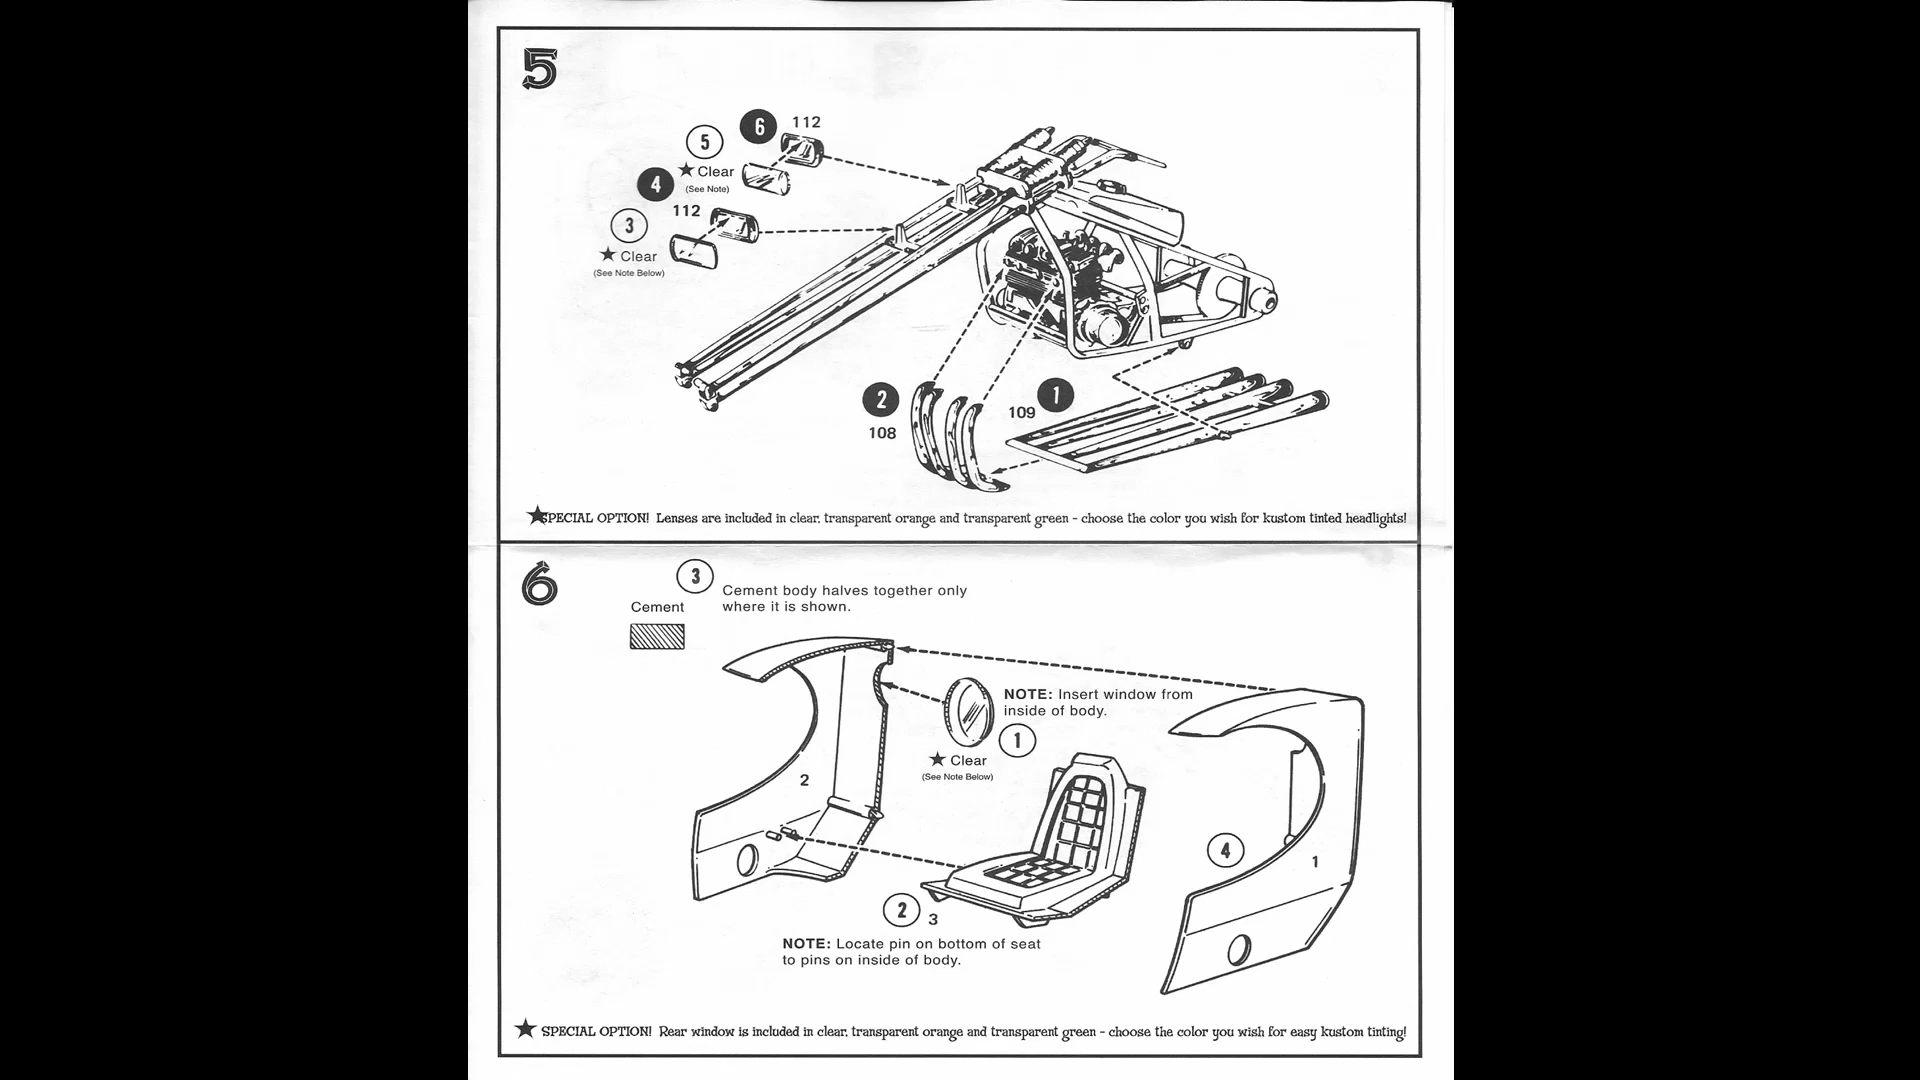 5
6 112
5
★ Clear
(See Note)
4
112
3
★ Clear
(See Note Below)
2
108
1
109
★SPECIAL OPTION! Lenses are included in clear, transparent orange and transparent green - choose the color you wish for kustom tinted headlights!
6
3
Cement body halves together only
where it is shown.
Cement
NOTE: Insert window from
inside of body.
1
★ Clear
(See Note Below)
2
4
1
2 3
NOTE: Locate pin on bottom of seat
to pins on inside of body.
★ SPECIAL OPTION! Rear window is included in clear, transparent orange and transparent green - choose the color you wish for easy kustom tinting!